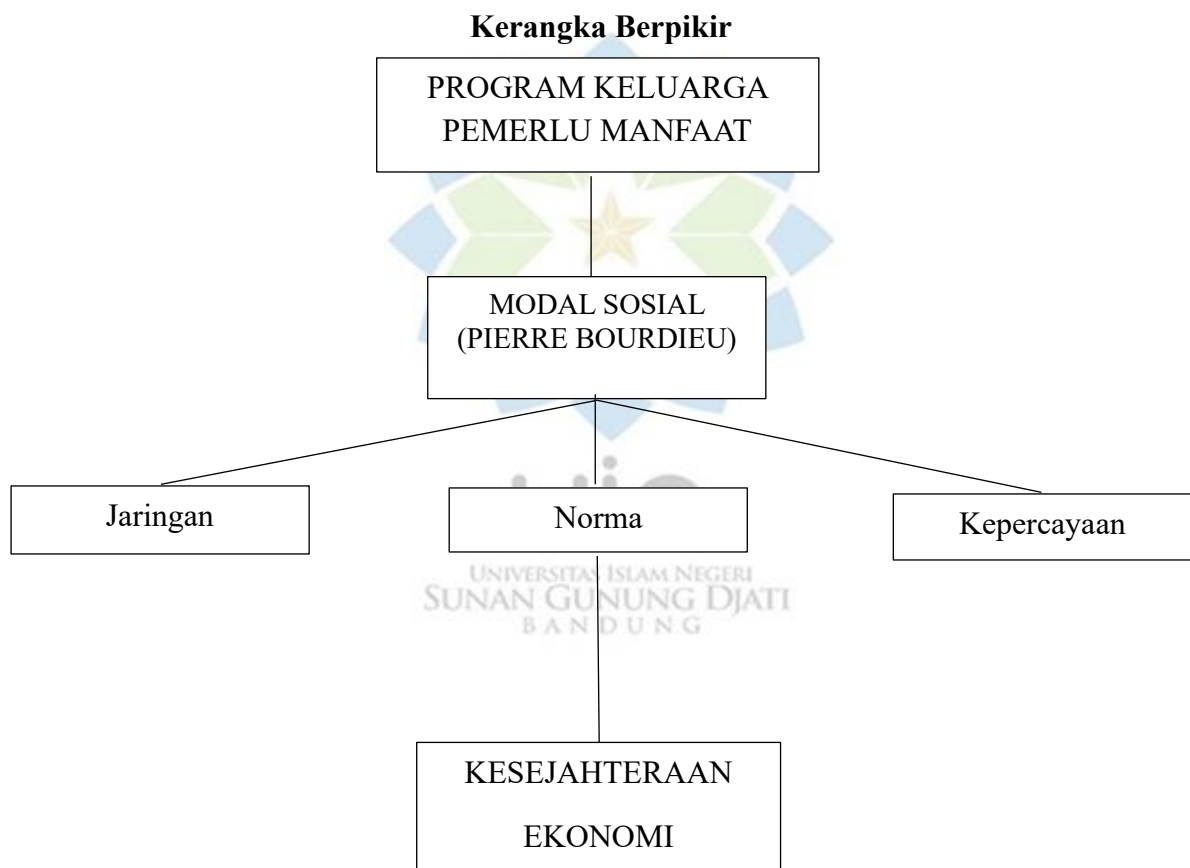 Kerangka Berpikir
PROGRAM KELUARGA
PEMERLU MANFAAT
MODAL SOSIAL
(PIERRE BOURDIEU)
Jaringan
Norma
Kepercayaan
UNIVERSITAS ISLAM NEGERI
SUNAN GUNUNG DJATI
BANDUNG
KESEJAHTERAAN
EKONOMI